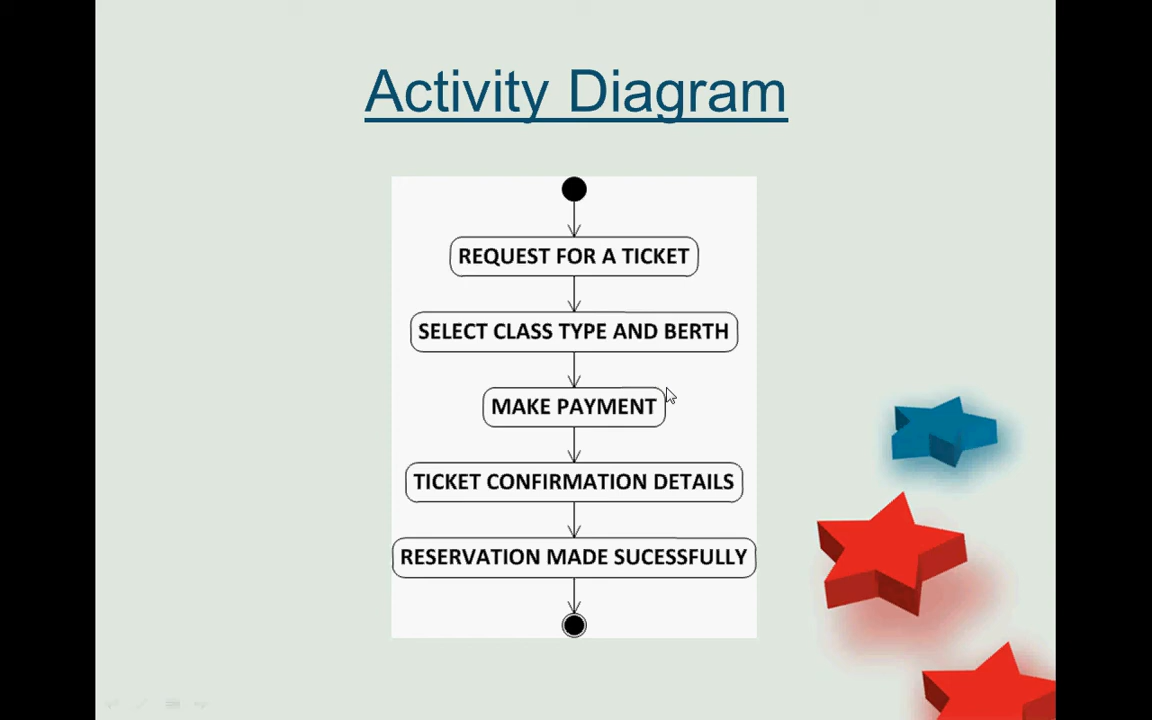 Activity Diagram
REQUEST FOR A TICKET
SELECT CLASS TYPE AND BERTH
MAKE PAYMENT
TICKET CONFIRMATION DETAILS
RESERVATION MADE SUCESSFULLY